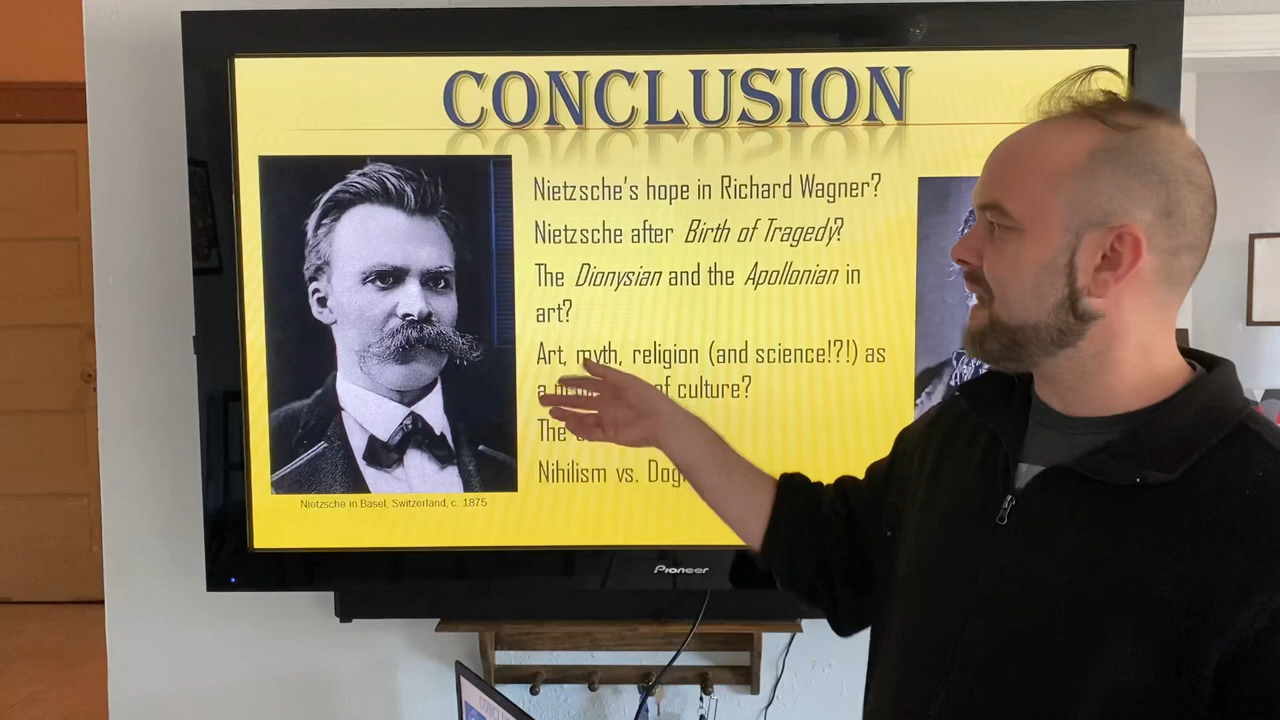 CONCLUSION
Nietzsche's hope in Richard Wagner?
Nietzsche after Birth of Tragedy?
The Dionysian and the Apollonian in
art?
Art, myth, religion (and science!?!) as
a of culture?
The
Nihilism vs.
Nietzsche in Basel, Switzerland, c. 1875
Pioneer
CONCLUSION